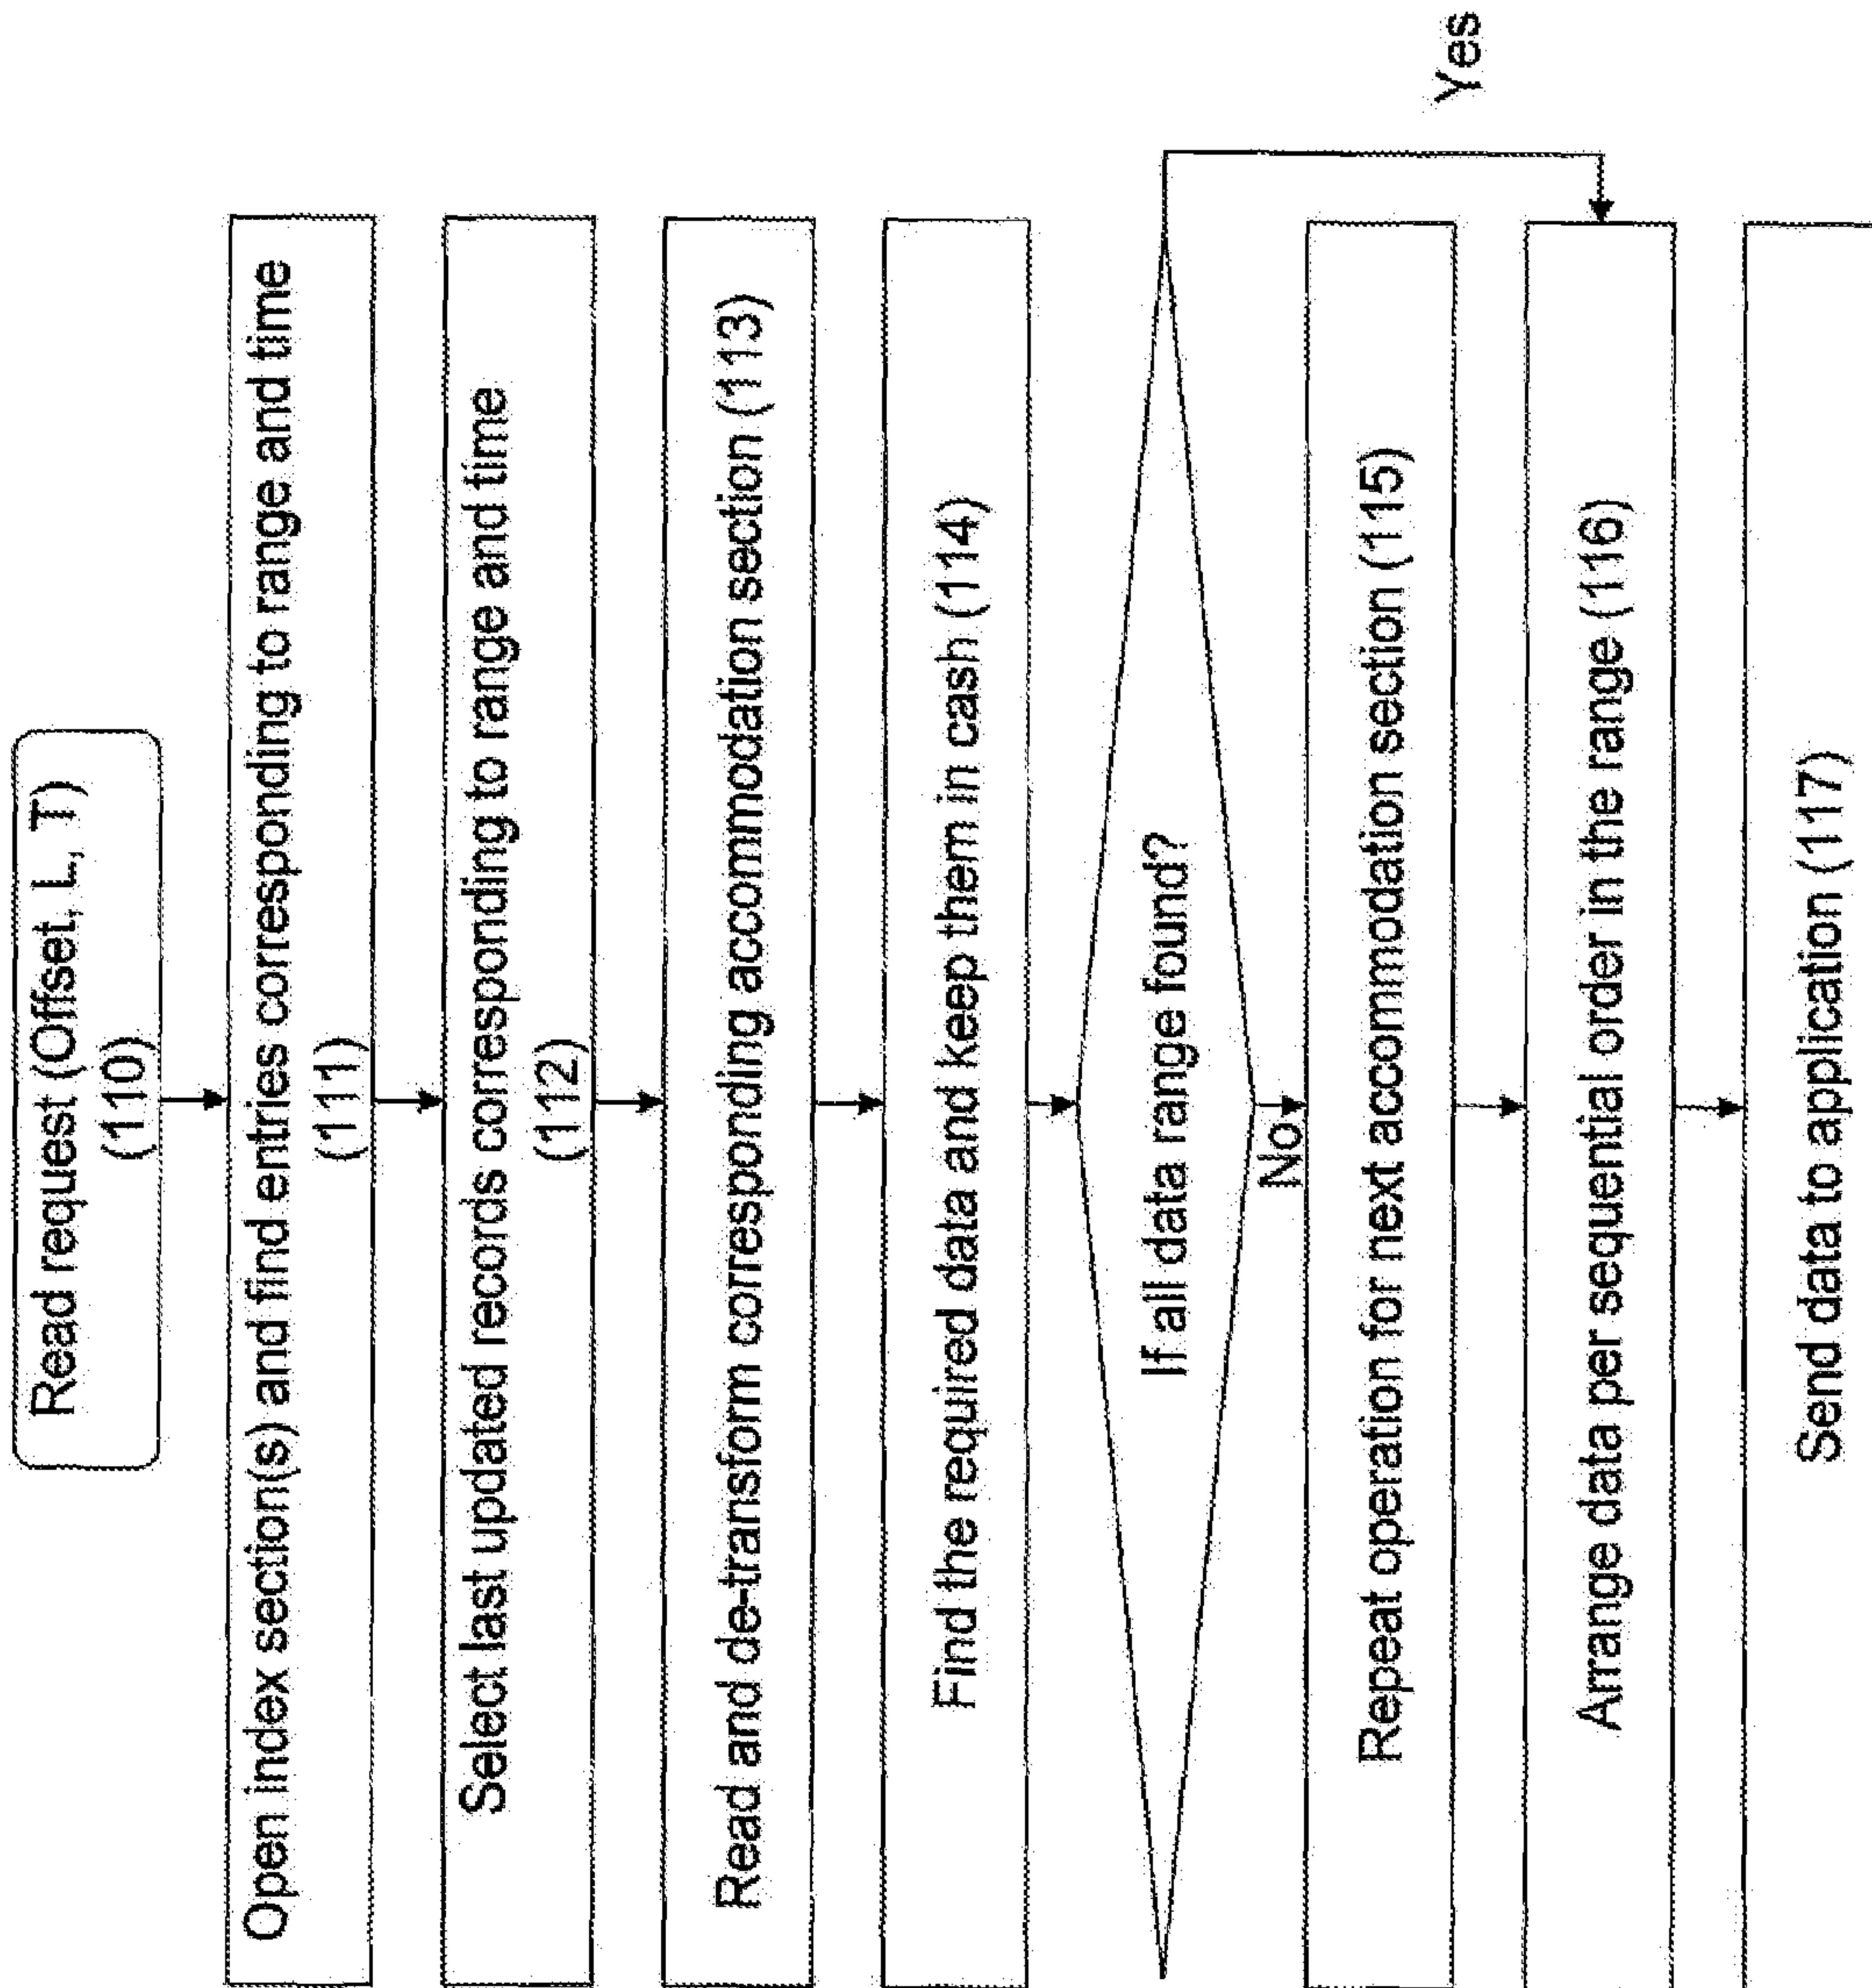 Read request (Offset, L, T)
(110)
Open index section(s) and find entries corresponding to range and time
(111)
Select last updated records corresponding to range and time
(112)
Read and de-transform corresponding accommodation section (113)
Find the required data and keep them in cash (114)
If all data range found?
Yes
No
Repeat operation for next accommodation section (115)
Arrange data per sequential order in the range (116)
Send data to application (117)